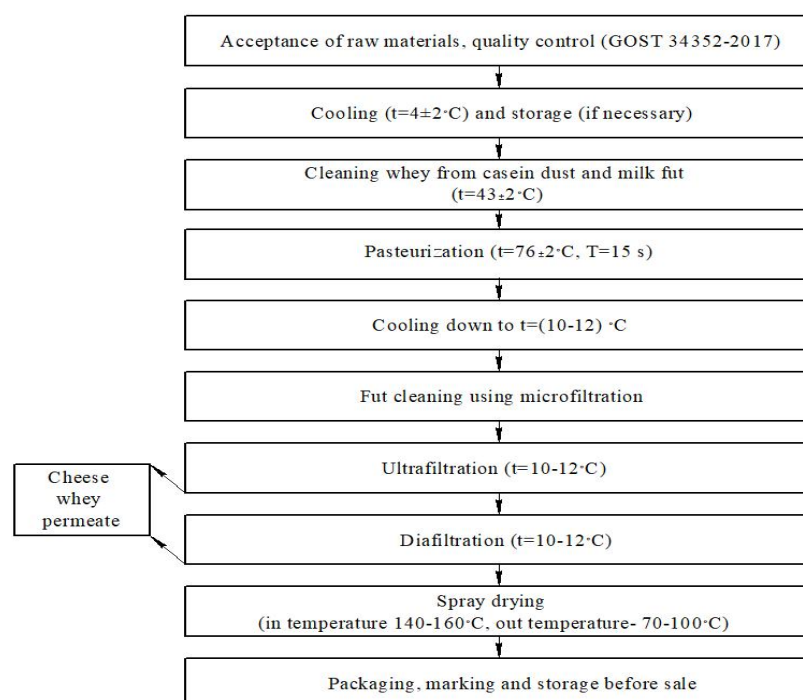 Acceptance of raw materials, quality control (GOST 34352-2017)
Cooling (t=4±2°C) and storage (if necessary)
Cleaning whey from casein dust and milk fut
(t=43±2°C)
Pasteurization (t=76±2°C, T=15 s)
Cooling down to t=(10-12) °C
Fut cleaning using microfiltration
Ultrafiltration (t=10-12°C)
Cheese
whey
permeate
Diafiltration (t=10-12°C)
Spray drying
(in temperature 140-160°C, out temperature- 70-100°C)
Packaging, marking and storage before sale